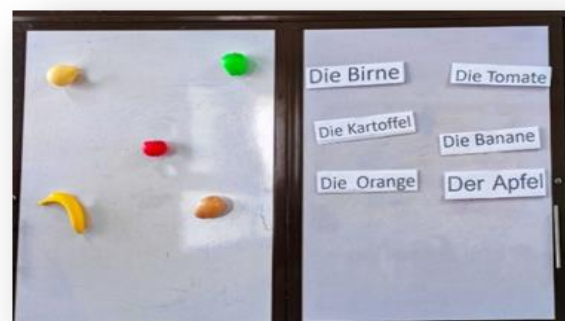 Die Birne
Die Tomate
Die Kartoffel
Die Banane
Die Orange
Der Apfel